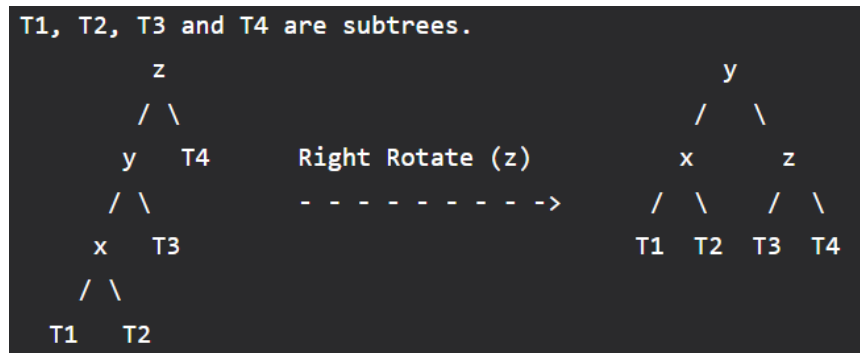 T1, T2, T3 and T4 are subtrees.
z y
/ \ / \
y T4 Right Rotate (z) x z
/ \ - - - - - - - - -> / \ / \
x T3 T1 T2 T3 T4
/ \
T1 T2